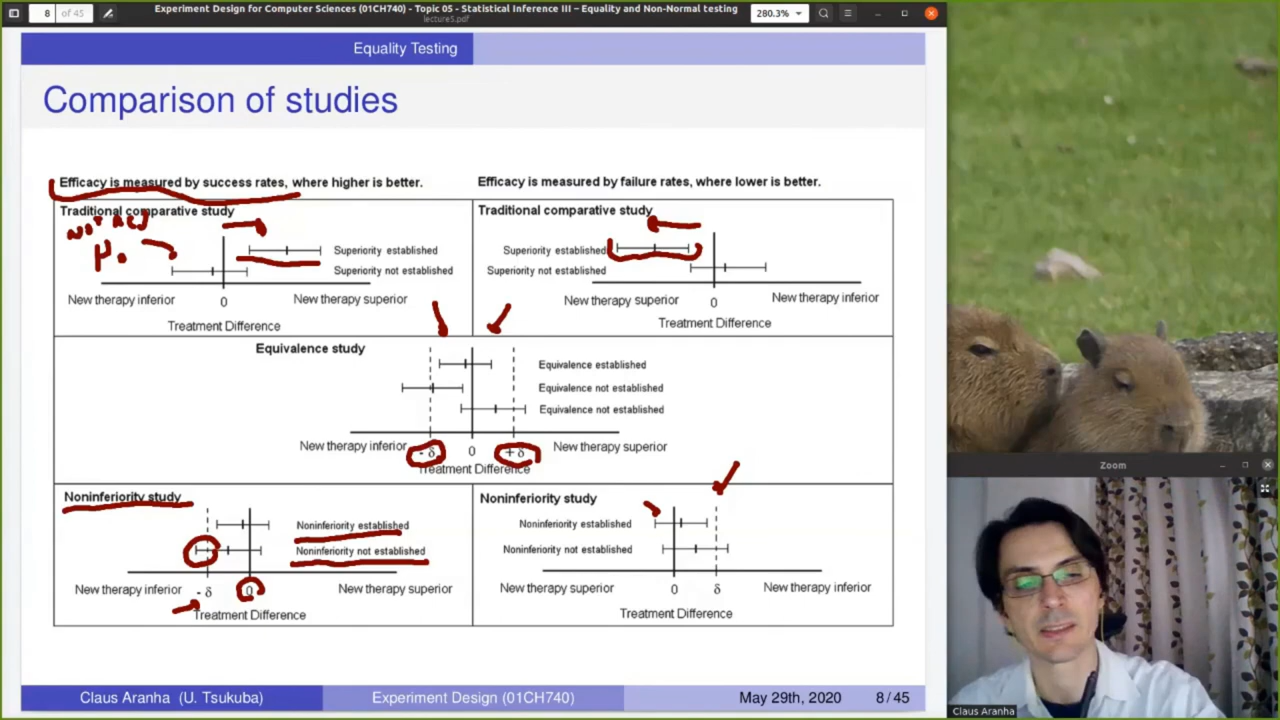 8 of 45
Experiment Design for Computer Sciences (01CH740) - Topic 05 - Statistical Inference III – Equality and Non-Normal testing
lecture5.pdf
280.3%
Equality Testing
Comparison of studies
Efficacy is measured by success rates, where higher is better.
Efficacy is measured by failure rates, where lower is better.
Traditional comparative study
Superiority established
Superiority not established
New therapy inferior
0
New therapy superior
Treatment Difference
Traditional comparative study
Superiority established
Superiority not established
New therapy superior
0
New therapy inferior
Treatment Difference
Equivalence study
Equivalence established
Equivalence not established
Equivalence not established
New therapy inferior
- δ
0
+ δ
New therapy superior
Treatment Difference
Noninferiority study
Noninferiority established
Noninferiority not established
New therapy inferior
- δ
0
New therapy superior
Treatment Difference
Noninferiority study
Noninferiority established
Noninferiority not established
New therapy superior
0
δ
New therapy inferior
Treatment Difference
Claus Aranha (U. Tsukuba)
Experiment Design (01CH740)
May 29th, 2020
8 / 45
Zoom
Claus Aranha